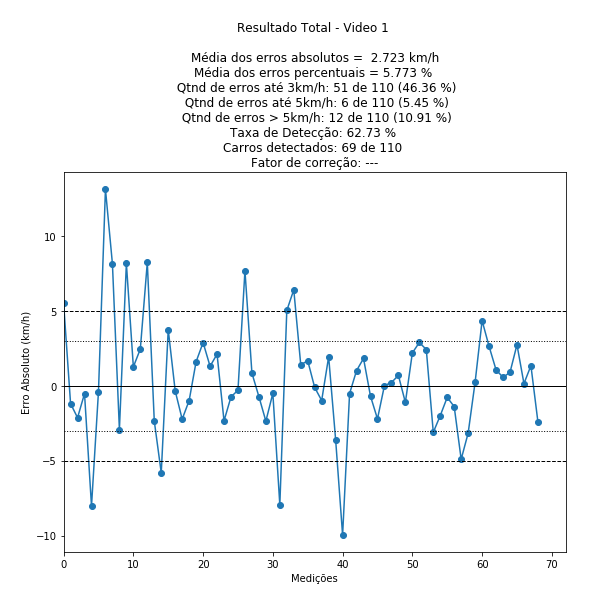 Resultado Total - Video 1
Média dos erros absolutos =  2.723 km/h
Média dos erros percentuais = 5.773 %
Qtnd de erros até 3km/h: 51 de 110 (46.36 %)
Qtnd de erros até 5km/h: 6 de 110 (5.45 %)
Qtnd de erros > 5km/h: 12 de 110 (10.91 %)
Taxa de Detecção: 62.73 %
Carros detectados: 69 de 110
Fator de correção: ---
Erro Absoluto (km/h)
10
5
0
−5
−10
0 10 20 30 40 50 60 70
Medições